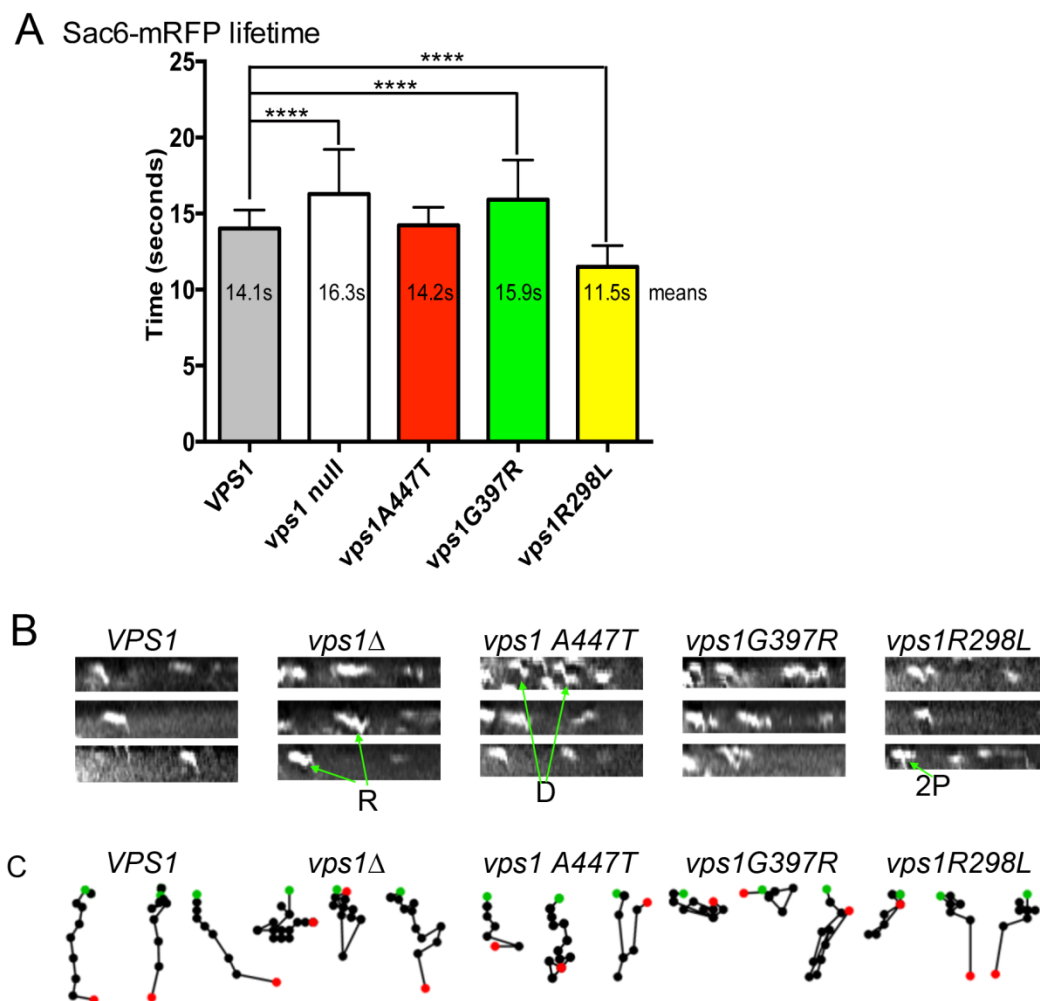 A Sac6-mRFP lifetime
****
****
****
25
20
15
10
5
0
Time (seconds)
14.1s 16.3s 14.2s 15.9s 11.5s means
VPS1 vps1 null vps1A447T vps1G397R vps1R298L
B
VPS1 vps1Δ vps1 A447T vps1G397R vps1R298L
R D 2P
C
VPS1 vps1Δ vps1 A447T vps1G397R vps1R298L